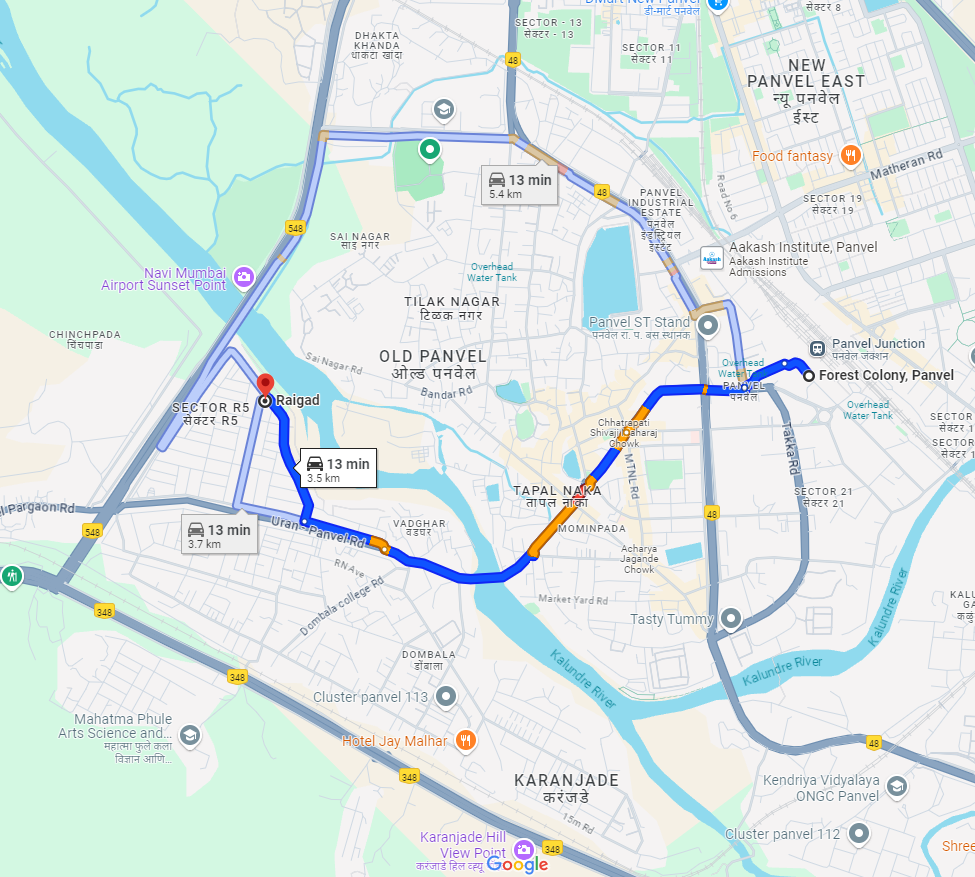 DMart New Panvel
डी-मार्ट पनवेल
सेक्टर 8
SECTOR - 13
सेक्टर - 13
DHAKTA
KHANDA
धाकटा खांदा
SECTOR 11
सेक्टर 11
48
NEW
PANVEL EAST
न्यू पनवेल
ईस्ट
Food fantasy
Matheran Rd
13 min
5.4 km
48
Road No 6
PANVEL
INDUSTRIAL
ESTATE
पनवेल
इंडस्ट्रियल
इस्टेट
SECTOR 19
सेक्टर 19
548
SAI NAGAR
साई नगर
Aakash Institute, Panvel
Aakash Institute
Admissions
Navi Mumbai
Airport Sunset Point
Overhead
Water Tank
TILAK NAGAR
टिळक नगर
Panvel ST Stand
पनवेल रा. प. बस स्थानक
CHINCHPADA
चिंचपाडा
Panvel Junction
पनवेल जंक्शन
OLD PANVEL
ओल्ड पनवेल
Sai Nagar Rd
Bandar Rd
Overhead
Water Tank
PANVEL
पनवेल
Forest Colony, Panvel
Raigad
SECTOR R5
सेक्टर R5
Overhead
Water Tank
Chhatrapati
Shivaji Maharaj
Chowk
Takka Rd
MTNL Rd
13 min
3.5 km
TAPAL NAKA
तापल नाका
SECTOR 21
सेक्टर 21
48
el Pargaon Rd
548
13 min
3.7 km
Uran - Panvel Rd
VADGHAR
वडघर
MOMINPADA
Acharya
Jagande
Chowk
RN Ave
Dombala college Rd
Market Yard Rd
348
Tasty Tummy
Kalundre River
Kalundre River
Kalundre River
DOMBALA
डोंबाला
348
Cluster panvel 113
Mahatma Phule
Arts Science and...
महात्मा फुले कला
विज्ञान आणि...
Hotel Jay Malhar
48
348
KARANJADE
करंजडे
Kendriya Vidyalaya
ONGC Panvel
15m Rd
Cluster panvel 112
Karanjade Hill
View Point
348
Google
Shree